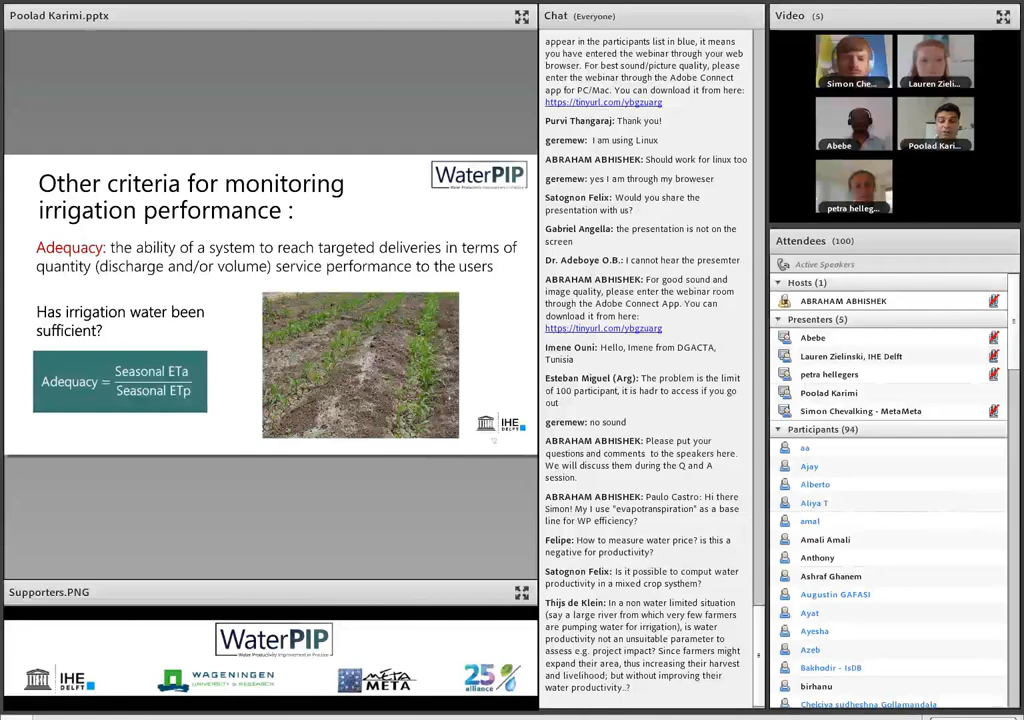 Poolad Karimi.pptx
WaterPIP
Other criteria for monitoring
irrigation performance :
Adequacy: the ability of a system to reach targeted deliveries in terms of
quantity (discharge and/or volume) service performance to the users
Has irrigation water been
sufficient?
Adequacy = Seasonal ETa
Seasonal ETp
IHE
DELFT
12
Supporters.PNG
WaterPIP
IHE
DELFT
WAGENINGEN
UNIVERSITY & RESEARCH
META
META
25
alliance
Chat (Everyone)
appear in the participants list in blue, it means
you have entered the webinar through your web
browser. For best sound/picture quality, please
enter the webinar through the Adobe Connect
app for PC/Mac. You can download it from here:
https://tinyurl.com/ybgzuarg
Purvi Thangaraj: Thank you!
geremew: I am using Linux
ABRAHAM ABHISHEK: Should work for linux too
geremew: yes I am through my broweser
Satognon Felix: Would you share the
presentation with us?
Gabriel Angella: the presentation is not on the
screen
Dr. Adeboye O.B.: I cannot hear the presemter
ABRAHAM ABHISHEK: For good sound and
image quality, please enter the webinar room
through the Adobe Connect App. You can
download it from here:
https://tinyurl.com/ybgzuarg
Imene Ouni: Hello, Imene from DGACTA,
Tunisia
Esteban Miguel (Arg): The problem is the limit
of 100 participant, it is hadr to access if you go
out
geremew: no sound
ABRAHAM ABHISHEK: Please put your
questions and comments to the speakers here.
We will discuss them during the Q and A
session.
ABRAHAM ABHISHEK: Paulo Castro: Hi there
Simon! My I use "evapotranspiration" as a base
line for WP efficiency?
Felipe: How to measure water price? is this a
negative for productivity?
Satognon Felix: Is it possible to comput water
productivity in a mixed crop systhem?
Thijs de Klein: In a non water limited situation
(say a large river from which very few farmers
are pumping water for irrigation), is water
productivity not an unsuitable parameter to
assess e.g. project impact? Since farmers might
expand their area, thus increasing their harvest
and livelihood; but without improving their
water productivity..?
Video (5)
Simon Che...
Lauren Zieli...
Abebe
Poolad Kari...
petra helleg...
Attendees (100)
Active Speakers
Hosts (1)
ABRAHAM ABHISHEK
Presenters (5)
Abebe
Lauren Zielinski, IHE Delft
petra hellegers
Poolad Karimi
Simon Chevalking - MetaMeta
Participants (94)
aa
Ajay
Alberto
Aliya T
amal
Amali Amali
Anthony
Ashraf Ghanem
Augustin GAFASI
Ayat
Ayesha
Azeb
Bakhodir - IsDB
birhanu
Chelciya sudheshna Gollamandala